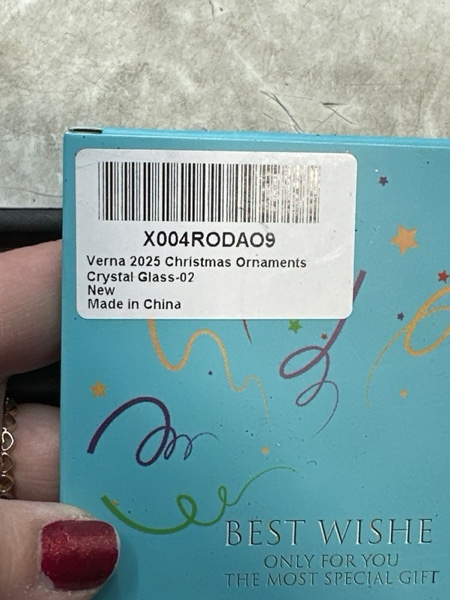 X004RODAO9
Verna 2025 Christmas Ornaments
Crystal Glass-02
New
Made in China
BEST WISHE
ONLY FOR YOU
THE MOST SPECIAL GIFT